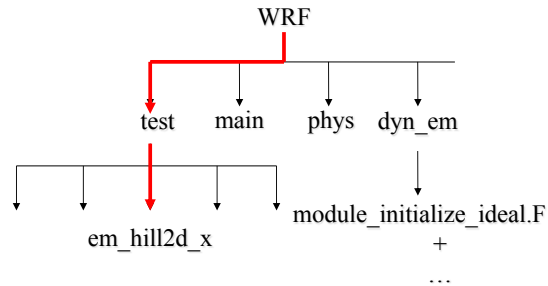 WRF
test main phys dyn_em
em_hill2d_x module_initialize_ideal.F
+
...